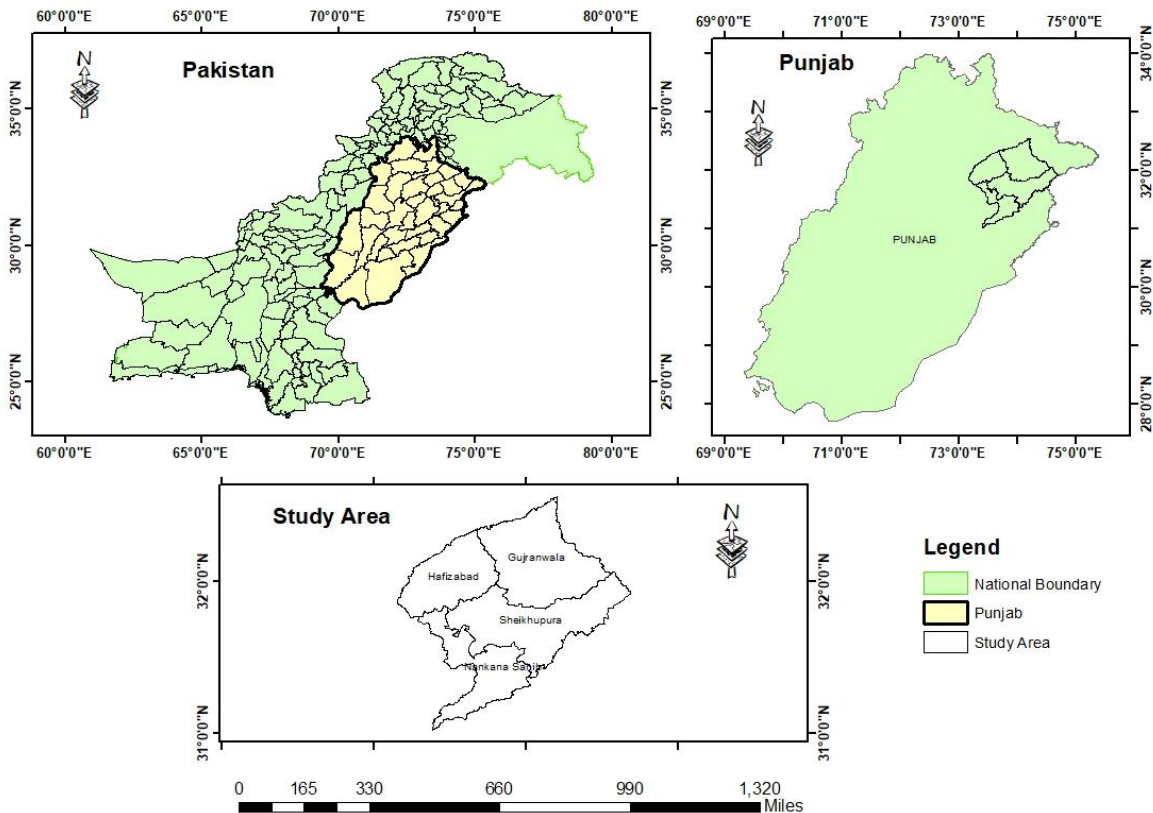 60°0'0"E 65°0'0"E 70°0'0"E 75°0'0"E 80°0'0"E
N
Pakistan
35°0'0"N
30°0'0"N
25°0'0"N
35°0'0"N
30°0'0"N
25°0'0"N
60°0'0"E 65°0'0"E 70°0'0"E 75°0'0"E 80°0'0"E
69°0'0"E 71°0'0"E 73°0'0"E 75°0'0"E
Punjab
N
PUNJAB
34°0'0"N
32°0'0"N
30°0'0"N
28°0'0"N
69°0'0"E 71°0'0"E 73°0'0"E 75°0'0"E
Study Area
N
Gujranwala
Hafizabad
Sheikhupura
Nankana Sahib
32°0'0"N
31°0'0"N
32°0'0"N
31°0'0"N
Legend
National Boundary
Punjab
Study Area
0 165 330 660 990 1,320
Miles